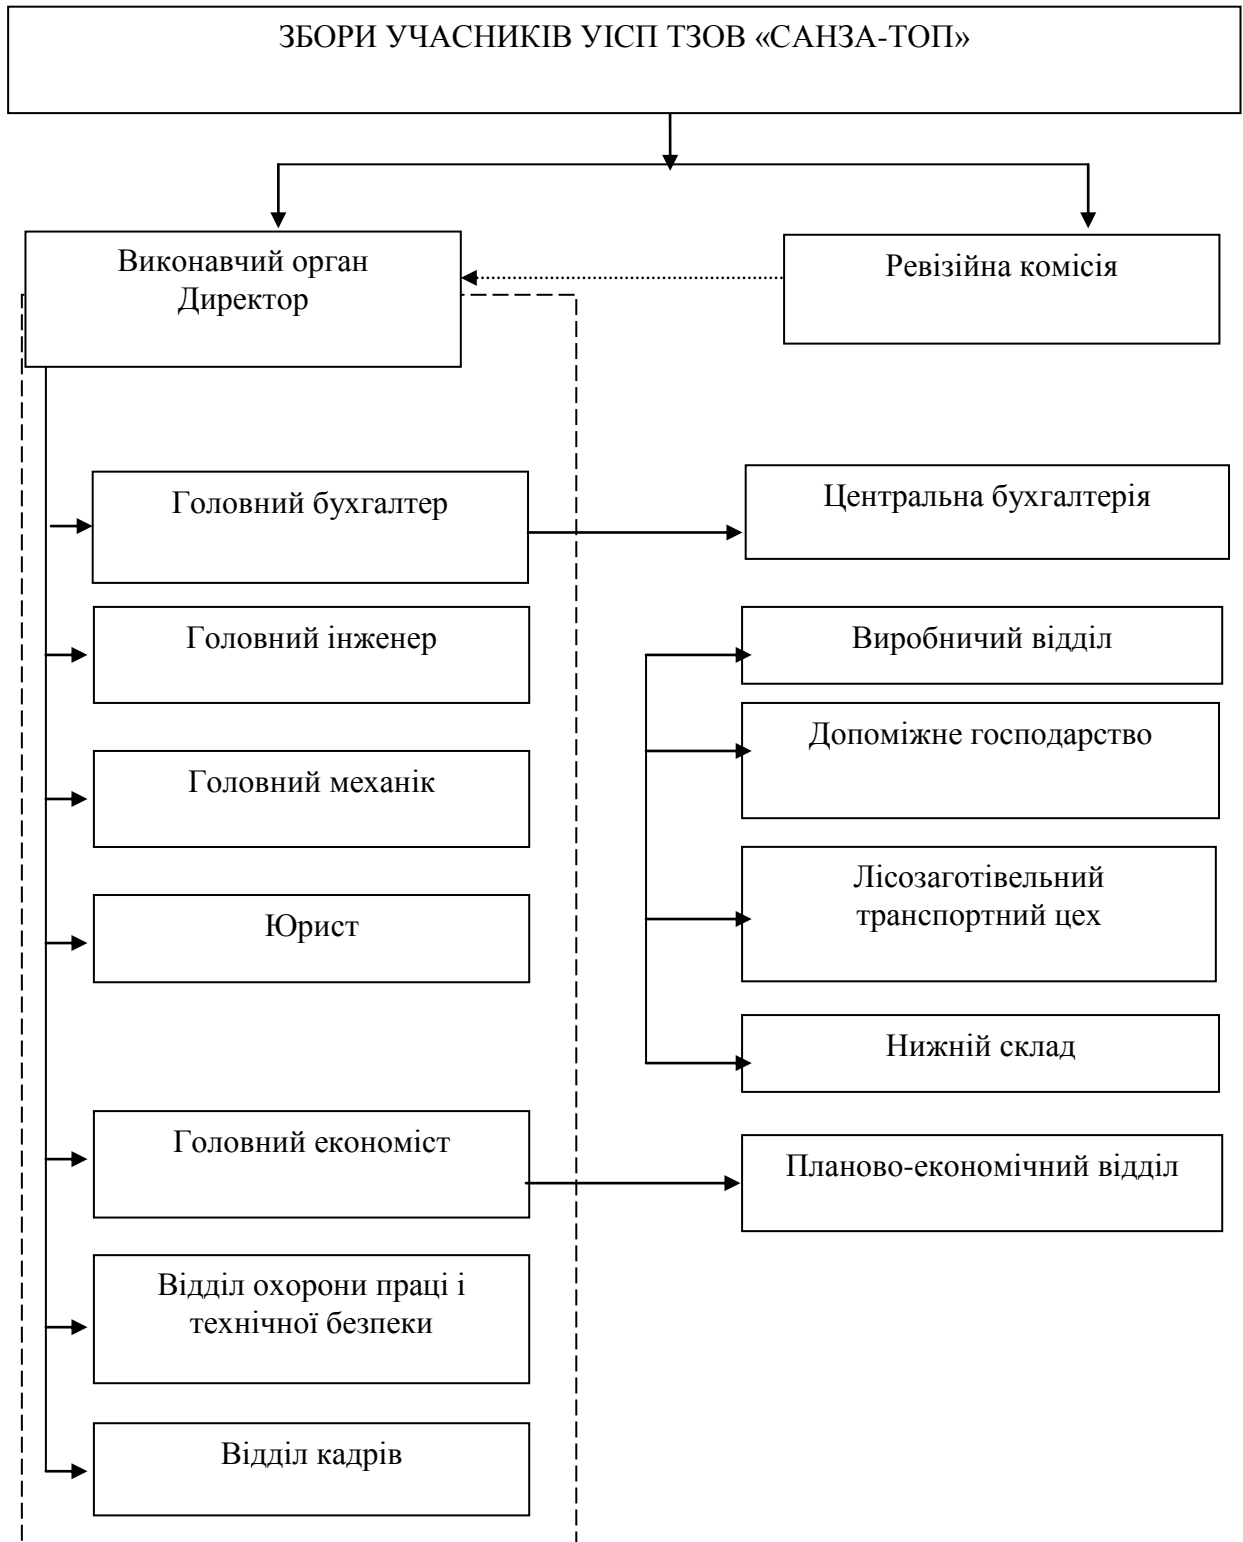 ЗБОРИ УЧАСНИКІВ УІСП ТЗОВ «САНЗА-ТОП»
Виконавчий орган
Директор
Ревізійна комісія
Головний бухгалтер
Центральна бухгалтерія
Головний інженер
Виробничий відділ
Допоміжне господарство
Головний механік
Лісозаготівельний
транспортний цех
Юрист
Нижній склад
Головний економіст
Планово-економічний відділ
Відділ охорони праці і
технічної безпеки
Відділ кадрів